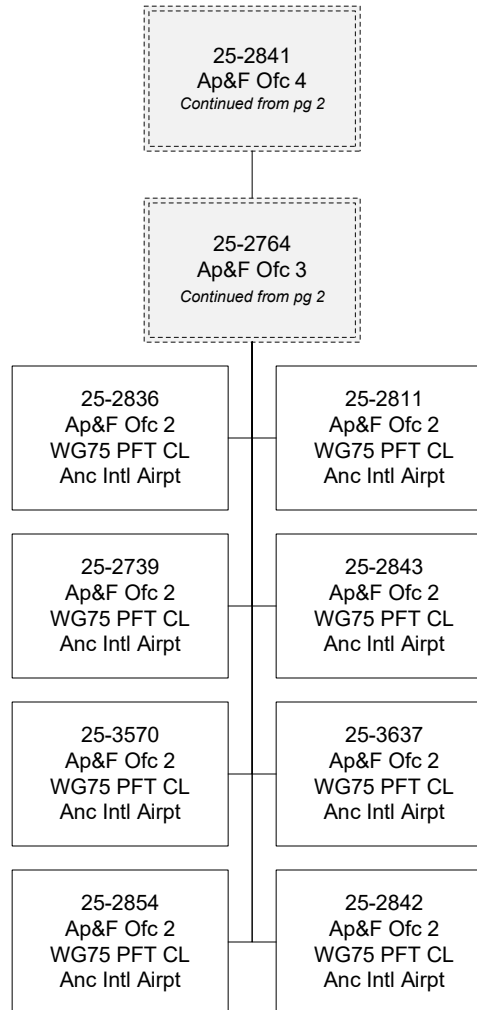 25-2841
Ap&F Ofc 4
Continued from pg 2
25-2764
Ap&F Ofc 3
Continued from pg 2
25-2836
Ap&F Ofc 2
WG75 PFT CL
Anc Intl Airpt
25-2811
Ap&F Ofc 2
WG75 PFT CL
Anc Intl Airpt
25-2739
Ap&F Ofc 2
WG75 PFT CL
Anc Intl Airpt
25-2843
Ap&F Ofc 2
WG75 PFT CL
Anc Intl Airpt
25-3570
Ap&F Ofc 2
WG75 PFT CL
Anc Intl Airpt
25-3637
Ap&F Ofc 2
WG75 PFT CL
Anc Intl Airpt
25-2854
Ap&F Ofc 2
WG75 PFT CL
Anc Intl Airpt
25-2842
Ap&F Ofc 2
WG75 PFT CL
Anc Intl Airpt